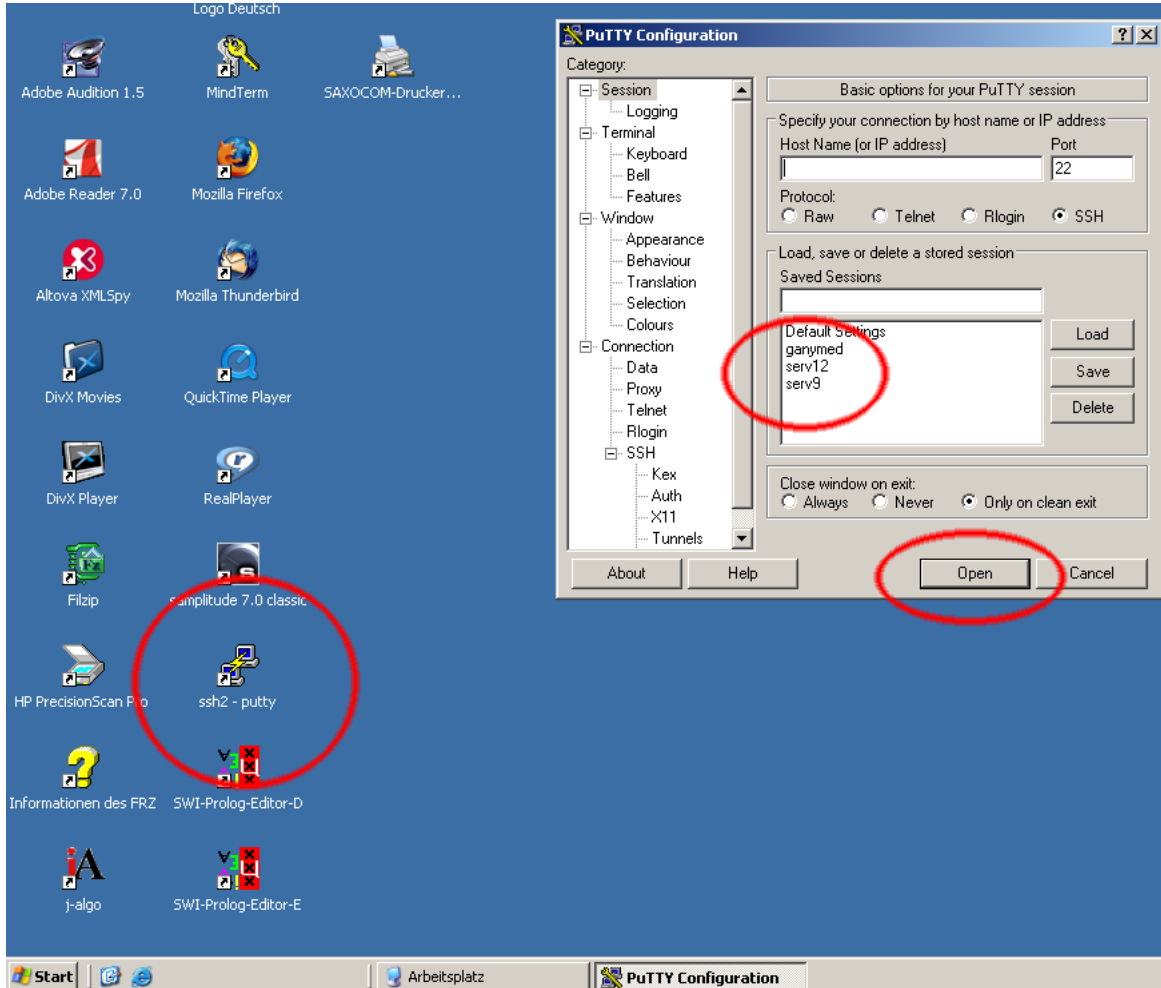 Logo Deutsch
Adobe Audition 1.5
MindTerm
SAXOCOM-Drucker...
Adobe Reader 7.0
Mozilla Firefox
Altova XMLSpy
Mozilla Thunderbird
DivX Movies
QuickTime Player
DivX Player
RealPlayer
Filzip
samplitude 7.0 classic
HP PrecisionScan Pro
ssh2 - putty
Informationen des FRZ
SWI-Prolog-Editor-D
j-algo
SWI-Prolog-Editor-E
PuTTY Configuration
Category:
Session
Logging
Terminal
Keyboard
Bell
Features
Window
Appearance
Behaviour
Translation
Selection
Colours
Connection
Data
Proxy
Telnet
Rlogin
SSH
Kex
Auth
X11
Tunnels
Basic options for your PuTTY session
Specify your connection by host name or IP address
Host Name (or IP address)
Port
22
Protocol:
Raw Telnet Rlogin SSH
Load, save or delete a stored session
Saved Sessions
Default Settings
ganymed
serv12
serv9
Load
Save
Delete
Close window on exit:
Always Never Only on clean exit
About Help Open Cancel
Start Arbeitsplatz PuTTY Configuration